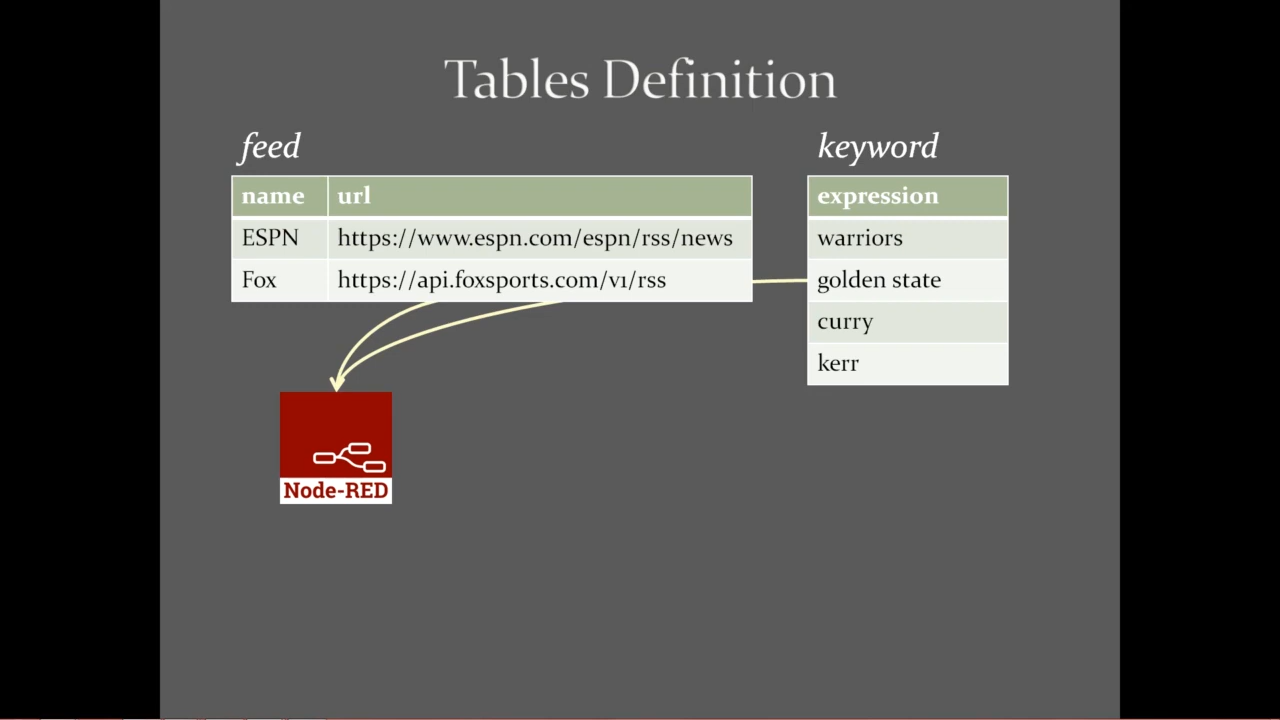 Tables Definition
feed
name url
ESPN https://www.espn.com/espn/rss/news
Fox https://api.foxsports.com/v1/rss
keyword
expression
warriors
golden state
curry
kerr
Node-RED